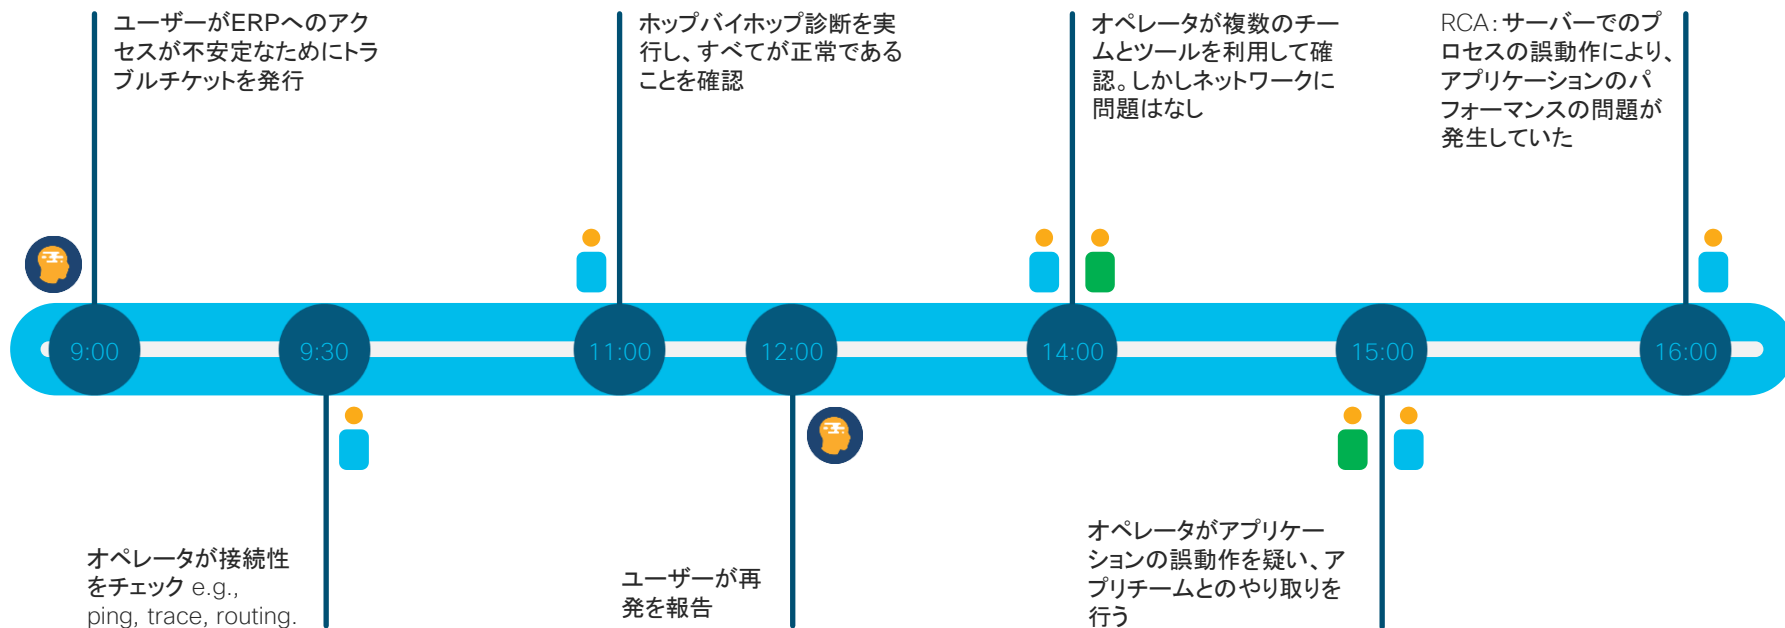 ユーザーがERPへのアク
セスが不安定なためにトラ
ブルチケットを発行
ホップバイホップ診断を実
行し、すべてが正常である
ことを確認
オペレータが複数のチー
ムとツールを利用して確
認。しかしネットワークに
問題はなし
RCA：サーバーでのプ
ロセスの誤動作により、
アプリケーションのパ
フォーマンスの問題が
発生していた
9:00
9:30
11:00
12:00
14:00
15:00
16:00
オペレータが接続性
をチェック e.g.,
ping, trace, routing.
ユーザーが再
発を報告
オペレータがアプリケー
ションの誤動作を疑い、ア
プリチームとのやり取りを
行う